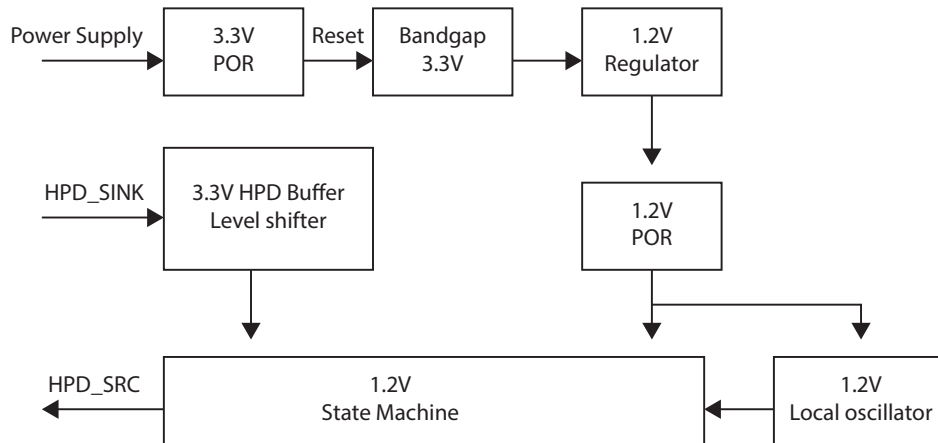 Power Supply
3.3V
POR
Reset
Bandgap
3.3V
1.2V
Regulator
HPD_SINK
3.3V HPD Buffer
Level shifter
1.2V
POR
HPD_SRC
1.2V
State Machine
1.2V
Local oscillator